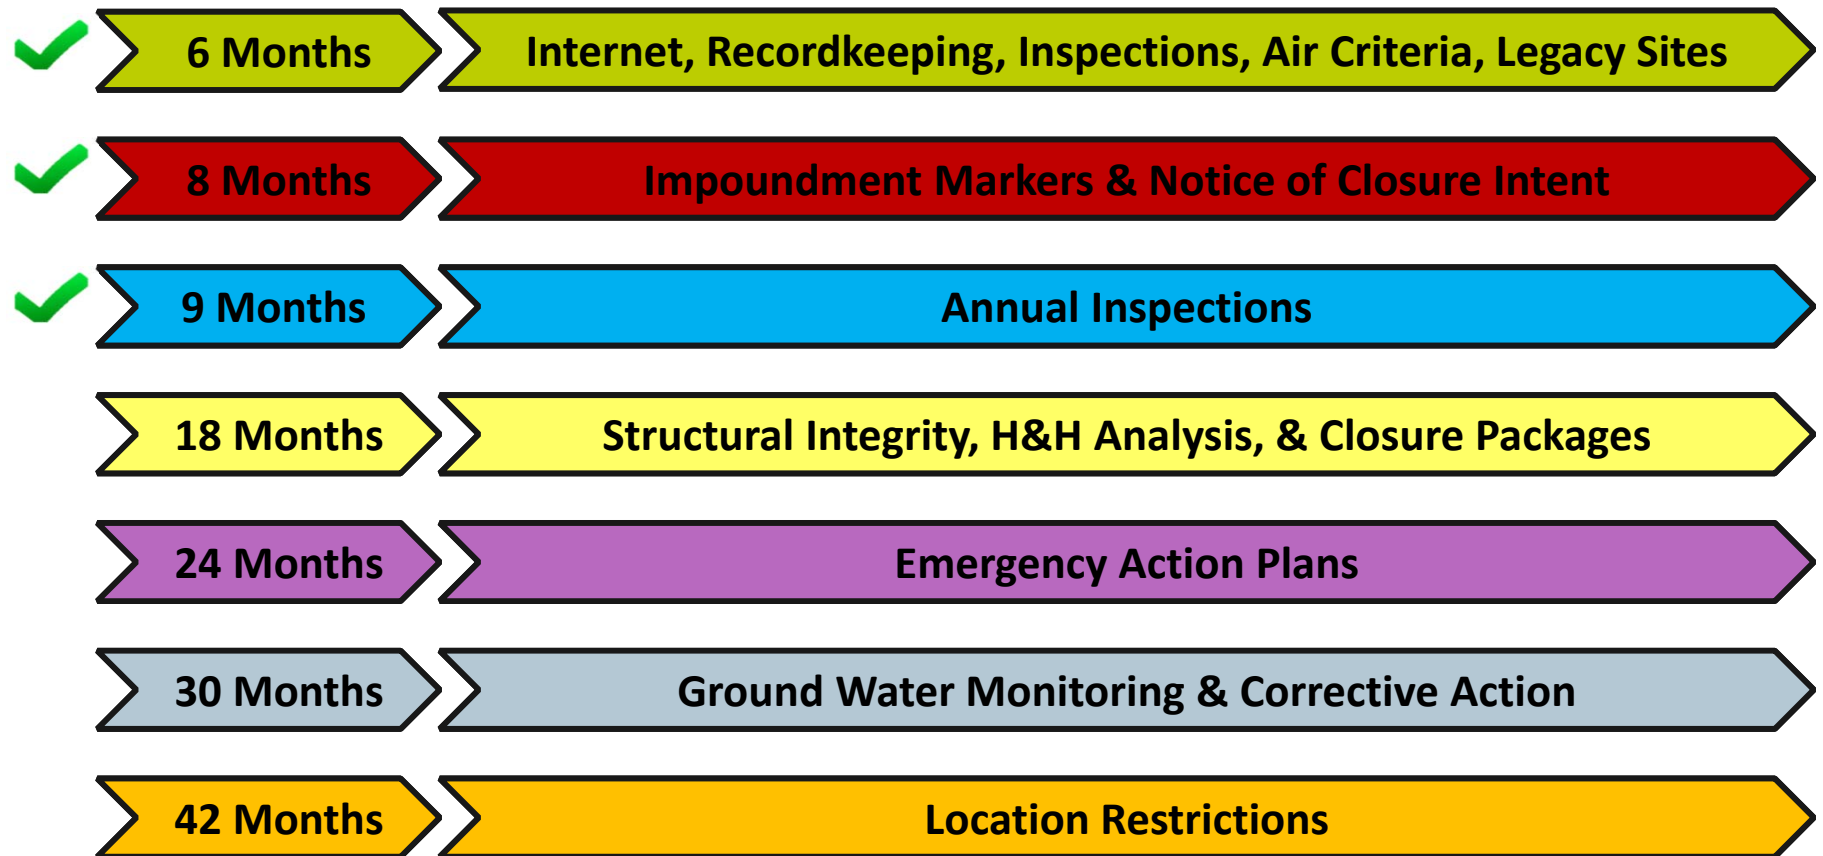 6 Months
Internet, Recordkeeping, Inspections, Air Criteria, Legacy Sites
8 Months
Impoundment Markers & Notice of Closure Intent
9 Months
Annual Inspections
18 Months
Structural Integrity, H&H Analysis, & Closure Packages
24 Months
Emergency Action Plans
30 Months
Ground Water Monitoring & Corrective Action
42 Months
Location Restrictions